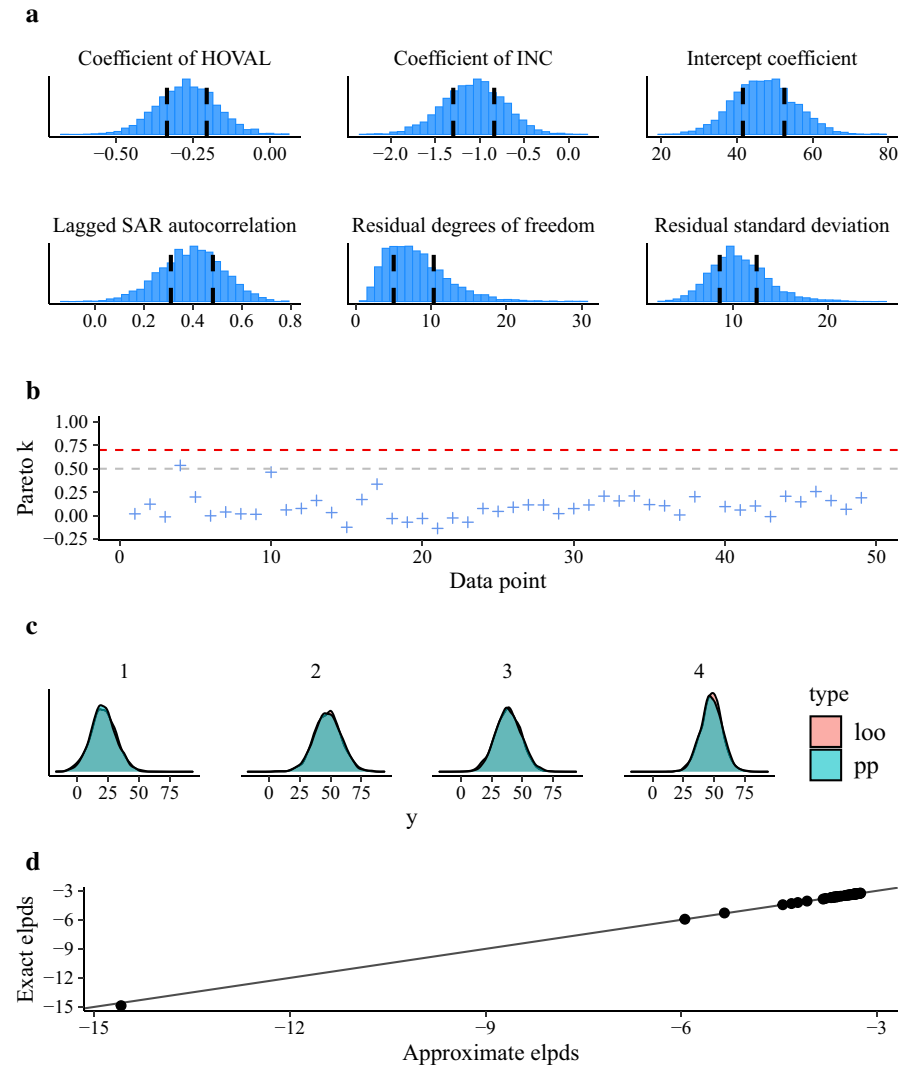 a
Coefficient of HOVAL
Coefficient of INC
Intercept coefficient
−0.50 −0.25 0.00
−2.0 −1.5 −1.0 −0.5 0.0
20 40 60 80
Lagged SAR autocorrelation
Residual degrees of freedom
Residual standard deviation
0.0 0.2 0.4 0.6 0.8
0 10 20 30
10 20
b
Pareto k
1.00
0.75
0.50
0.25
0.00
−0.25
0 10 20 30 40 50
Data point
c
1 2 3 4
0 25 50 75
0 25 50 75
0 25 50 75
0 25 50 75
y
type
loo
pp
d
Exact elpds
−3
−6
−9
−12
−15
−15 −12 −9 −6 −3
Approximate elpds